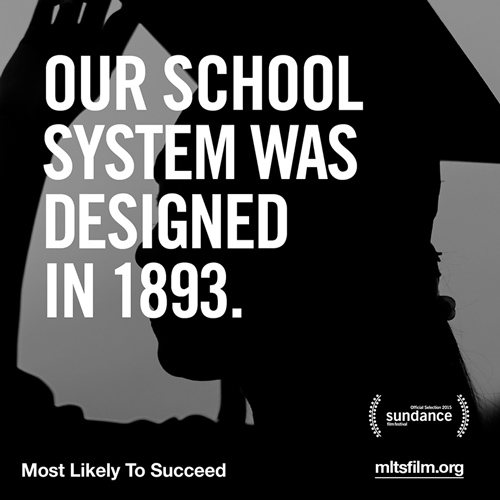 OUR SCHOOL
SYSTEM WAS
DESIGNED
IN 1893.
Official Selection 2015
sundance
film festival
Most Likely To Succeed
mltsfilm.org